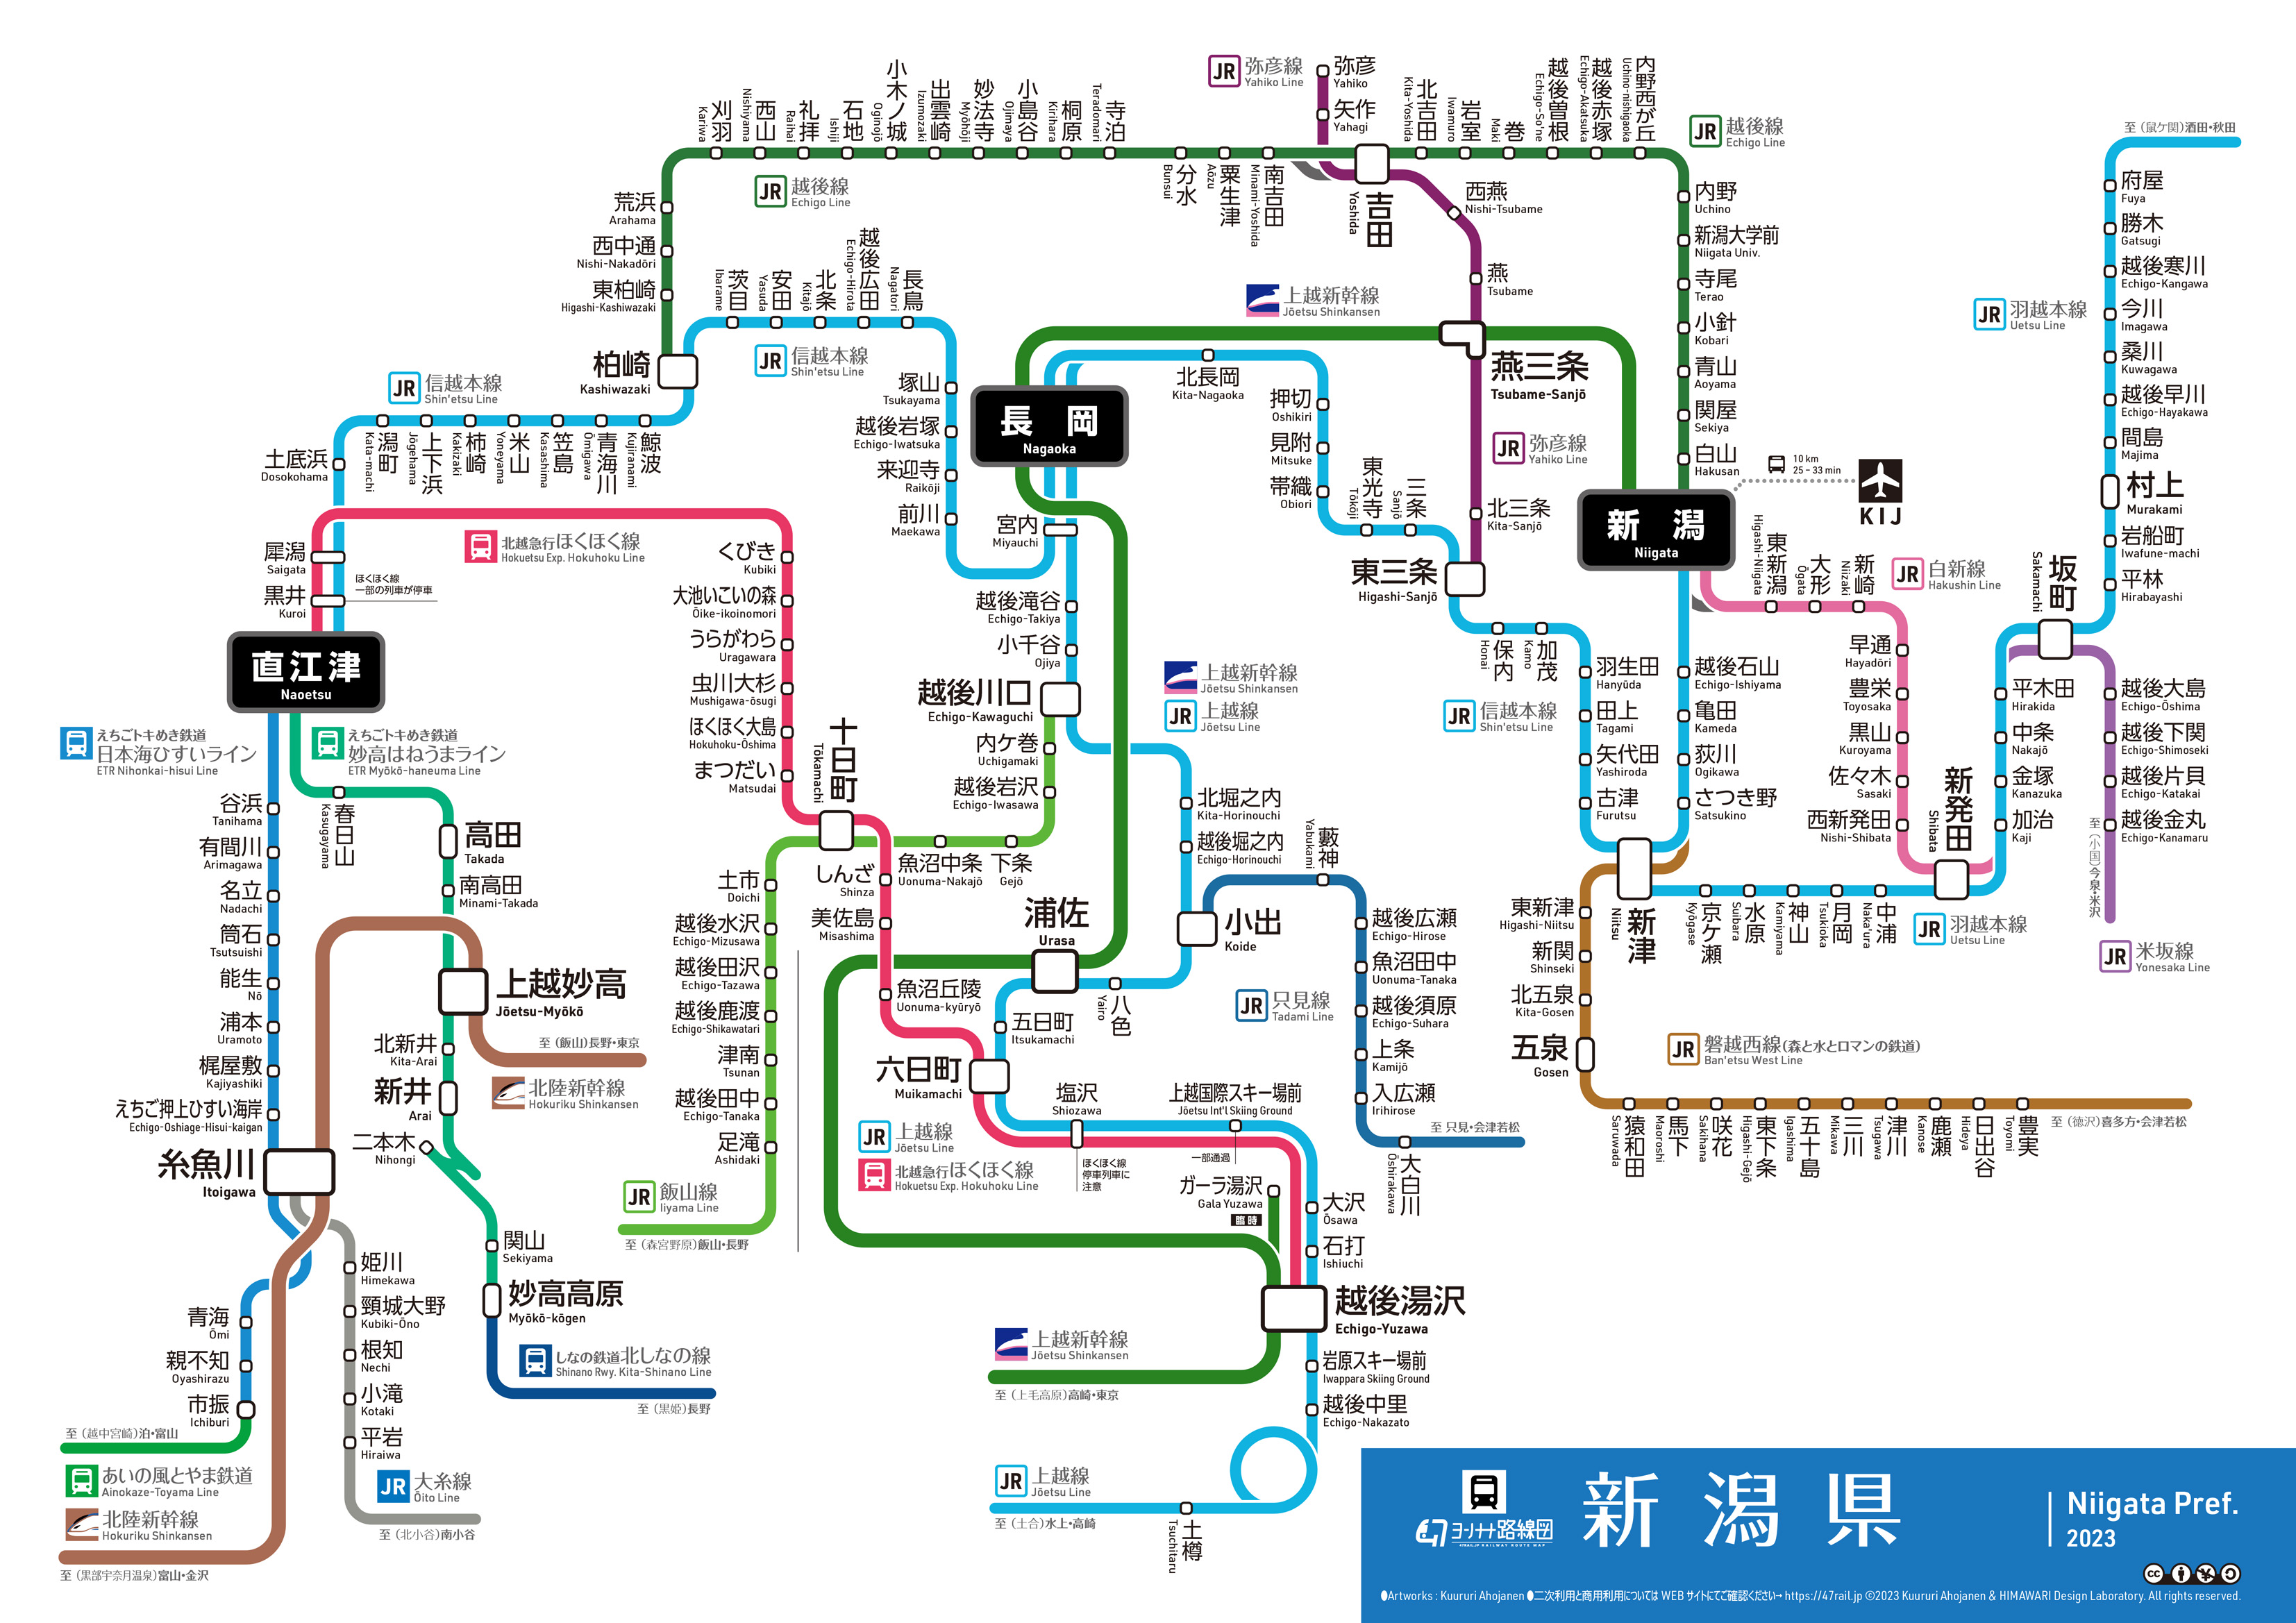 JR 弥彦線
Yahiko Line
弥彦
Yahiko
矢作
Yahagi
刈羽
Kariwa
西山
Nishiyama
礼拝
Raihai
石地
Ishiji
小木ノ城
Oginojō
出雲崎
Izumozaki
妙法寺
Myōhōji
小島谷
Ojimaya
桐原
Kirihara
寺泊
Teradomari
分水
Bunsui
粟生津
Aōzu
南吉田
Minami-Yoshida
吉田
Yoshida
北吉田
Kita-Yoshida
岩室
Iwamuro
巻
Maki
越後曽根
Echigo-So'ne
越後赤塚
Echigo-Akatsuka
内野西が丘
Uchino-nishigaoka
JR 越後線
Echigo Line
JR 越後線
Echigo Line
荒浜
Arahama
西中通
Nishi-Nakadōri
東柏崎
Higashi-Kashiwazaki
柏崎
Kashiwazaki
内野
Uchino
新潟大学前
Niigata Univ.
寺尾
Terao
小針
Kobari
青山
Aoyama
関屋
Sekiya
白山
Hakusan
10 km
25 – 33 min
KIJ
新潟
Niigata
西燕
Nishi-Tsubame
燕
Tsubame
燕三条
Tsubame-Sanjō
JR 弥彦線
Yahiko Line
北三条
Kita-Sanjō
東三条
Higashi-Sanjō
上越新幹線
Jōetsu Shinkansen
茨目
Ibarame
安田
Yasuda
北条
Kitajō
越後広田
Echigo-Hirota
長鳥
Nagatori
JR 信越本線
Shin'etsu Line
JR 信越本線
Shin'etsu Line
塚山
Tsukayama
越後岩塚
Echigo-Iwatsuka
来迎寺
Raikōji
前川
Maekawa
宮内
Miyauchi
長岡
Nagaoka
北長岡
Kita-Nagaoka
押切
Oshikiri
見附
Mitsuke
帯織
Obiori
東光寺
Tōkōji
三条
Sanjō
保内
Honai
加茂
Kamo
羽生田
Hanyūda
田上
Tagami
矢代田
Yashiroda
古津
Furutsu
JR 信越本線
Shin'etsu Line
越後石山
Echigo-Ishiyama
亀田
Kameda
荻川
Ogikawa
さつき野
Satsukino
新津
Niitsu
土底浜
Dosokohama
潟町
Kata-machi
上下浜
Jōgehama
柿崎
Kakizaki
米山
Yoneyama
笠島
Kasashima
青海川
Ōmigawa
鯨波
Kujiranami
犀潟
Saigata
黒井
Kuroi
ほくほく線
一部の列車が停車
直江津
Naoetsu
北越急行ほくほく線
Hokuetsu Exp. Hokuhoku Line
くびき
Kubiki
大池いこいの森
Ōike-ikoinomori
うらがわら
Uragawara
虫川大杉
Mushigawa-ōsugi
ほくほく大島
Hokuhoku-Ōshima
まつだい
Matsudai
十日町
Tōkamachi
しんざ
Shinza
美佐島
Misashima
魚沼丘陵
Uonuma-kyūryō
六日町
Muikamachi
越後滝谷
Echigo-Takiya
小千谷
Ojiya
越後川口
Echigo-Kawaguchi
内ケ巻
Uchigamaki
越後岩沢
Echigo-Iwasawa
下条
Gejō
魚沼中条
Uonuma-Nakajō
土市
Doichi
越後水沢
Echigo-Mizusawa
越後田沢
Echigo-Tazawa
越後鹿渡
Echigo-Shikawatari
津南
Tsunan
越後田中
Echigo-Tanaka
足滝
Ashidaki
JR 飯山線
Iiyama Line
至 (森宮野原)飯山・長野
上越新幹線
Jōetsu Shinkansen
JR 上越線
Jōetsu Line
北堀之内
Kita-Horinouchi
越後堀之内
Echigo-Horinouchi
小出
Koide
八色
Yairo
浦佐
Urasa
五日町
Itsukamachi
塩沢
Shiozawa
ほくほく線
停車列車に
注意
上越国際スキー場前
Jōetsu Int'l Skiing Ground
一部通過
JR 上越線
Jōetsu Line
北越急行ほくほく線
Hokuetsu Exp. Hokuhoku Line
ガーラ湯沢
Gala Yuzawa
臨時
大沢
Ōsawa
石打
Ishiuchi
越後湯沢
Echigo-Yuzawa
岩原スキー場前
Iwappara Skiing Ground
越後中里
Echigo-Nakazato
土樽
Tsuchitaru
上越新幹線
Jōetsu Shinkansen
至 (上毛高原)高崎・東京
JR 上越線
Jōetsu Line
至 (土合)水上・高崎
藪神
Yabukami
越後広瀬
Echigo-Hirose
魚沼田中
Uonuma-Tanaka
越後須原
Echigo-Suhara
上条
Kamijō
入広瀬
Irihirose
大白川
Ōshirakawa
JR 只見線
Tadami Line
至 只見・会津若松
えちごトキめき鉄道
日本海ひすいライン
ETR Nihonkai-hisui Line
えちごトキめき鉄道
妙高はねうまライン
ETR Myōkō-haneuma Line
谷浜
Tanihama
有間川
Arimagawa
名立
Nadachi
筒石
Tsutsuishi
能生
Nō
浦本
Uramoto
梶屋敷
Kajiyashiki
えちご押上ひすい海岸
Echigo-Oshiage-Hisui-kaigan
糸魚川
Itoigawa
青海
Ōmi
親不知
Oyashirazu
市振
Ichiburi
至 (越中宮崎)泊・富山
あいの風とやま鉄道
Ainokaze-Toyama Line
北陸新幹線
Hokuriku Shinkansen
至 (黒部宇奈月温泉)富山・金沢
姫川
Himekawa
頸城大野
Kubiki-Ōno
根知
Nechi
小滝
Kotaki
平岩
Hiraiwa
JR 大糸線
Ōito Line
至 (北小谷)南小谷
春日山
Kasugayama
高田
Takada
南高田
Minami-Takada
上越妙高
Jōetsu-Myōkō
至 (飯山)長野・東京
北陸新幹線
Hokuriku Shinkansen
北新井
Kita-Arai
新井
Arai
二本木
Nihongi
関山
Sekiyama
妙高高原
Myōkō-kōgen
しなの鉄道北しなの線
Shinano Rwy. Kita-Shinano Line
至 (黒姫)長野
東新潟
Higashi-Niigata
大形
Ōgata
新崎
Niizaki
JR 白新線
Hakushin Line
早通
Hayadōri
豊栄
Toyosaka
黒山
Kuroyama
佐々木
Sasaki
西新発田
Nishi-Shibata
新発田
Shibata
京ケ瀬
Kyōgase
水原
Suibara
神山
Kamiyama
月岡
Tsukioka
中浦
Naka'ura
JR 羽越本線
Uetsu Line
加治
Kaji
金塚
Kanazuka
中条
Nakajō
平木田
Hirakida
坂町
Sakamachi
平林
Hirabayashi
岩船町
Iwafune-machi
村上
Murakami
間島
Majima
越後早川
Echigo-Hayakawa
桑川
Kuwagawa
今川
Imagawa
越後寒川
Echigo-Kangawa
勝木
Gatsugi
府屋
Fuya
JR 羽越本線
Uetsu Line
至 (鼠ケ関)酒田・秋田
越後大島
Echigo-Ōshima
越後下関
Echigo-Shimoseki
越後片貝
Echigo-Katakai
越後金丸
Echigo-Kanamaru
至 (小国)今泉・米沢
JR 米坂線
Yonesaka Line
東新津
Higashi-Niitsu
新関
Shinseki
北五泉
Kita-Gosen
五泉
Gosen
JR 磐越西線(森と水とロマンの鉄道)
Ban'etsu West Line
猿和田
Saruwada
馬下
Maoroshi
咲花
Sakihana
東下条
Higashi-Gejō
五十島
Igashima
三川
Mikawa
津川
Tsugawa
鹿瀬
Kanose
日出谷
Hideya
豊実
Toyomi
至 (徳沢)喜多方・会津若松
47 ヨンナナ路線図
47RAIL.JP RAILWAY ROUTE MAP
新潟県
Niigata Pref.
2023
cc
●Artworks : Kuururi Ahojanen ●二次利用と商用利用については WEB サイトにてご確認ください→ https://47rail.jp ©2023 Kuururi Ahojanen & HIMAWARI Design Laboratory. All rights reserved.